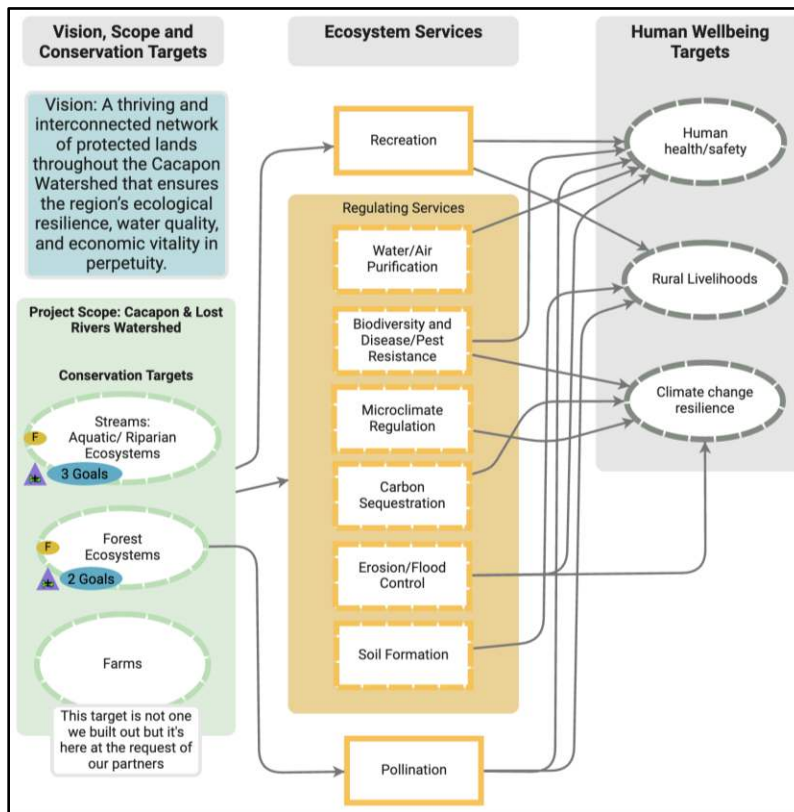 Vision, Scope and
Conservation Targets
Ecosystem Services
Human Wellbeing
Targets
Vision: A thriving and
interconnected network
of protected lands
throughout the Cacapon
Watershed that ensures
the region's ecological
resilience, water quality,
and economic vitality in
perpetuity.
Project Scope: Cacapon & Lost
Rivers Watershed
Conservation Targets
Streams:
Aquatic/ Riparian
Ecosystems
F
3 Goals
Forest
Ecosystems
F
2 Goals
Farms
This target is not one
we built out but it's
here at the request of
our partners
Recreation
Regulating Services
Water/Air
Purification
Biodiversity and
Disease/Pest
Resistance
Microclimate
Regulation
Carbon
Sequestration
Erosion/Flood
Control
Soil Formation
Pollination
Human
health/safety
Rural Livelihoods
Climate change
resilience